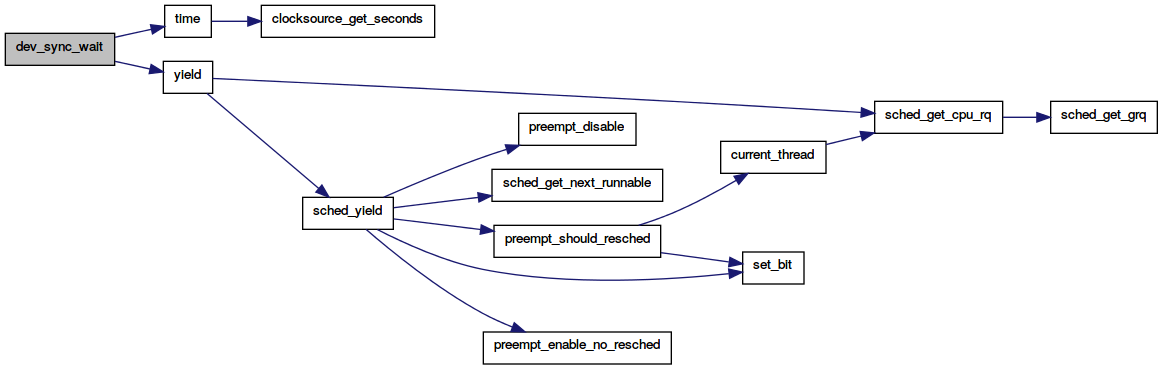 time
clocksource_get_seconds
dev_sync_wait
yield
sched_get_cpu_rq
sched_get_grq
preempt_disable
current_thread
sched_get_next_runnable
sched_yield
preempt_should_resched
set_bit
preempt_enable_no_resched